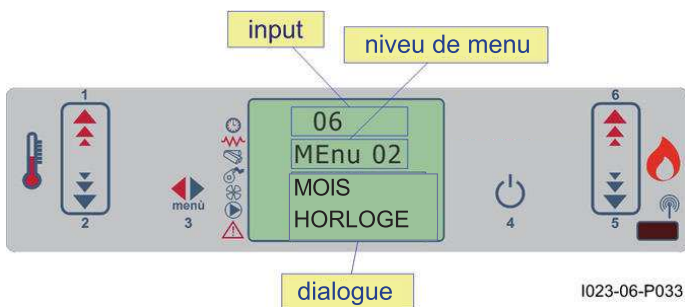 input
niveu de menu
1
6
06
MEnu 02
MOIS
HORLOGE
menù
2
3
4
5
dialogue
I023-06-P033